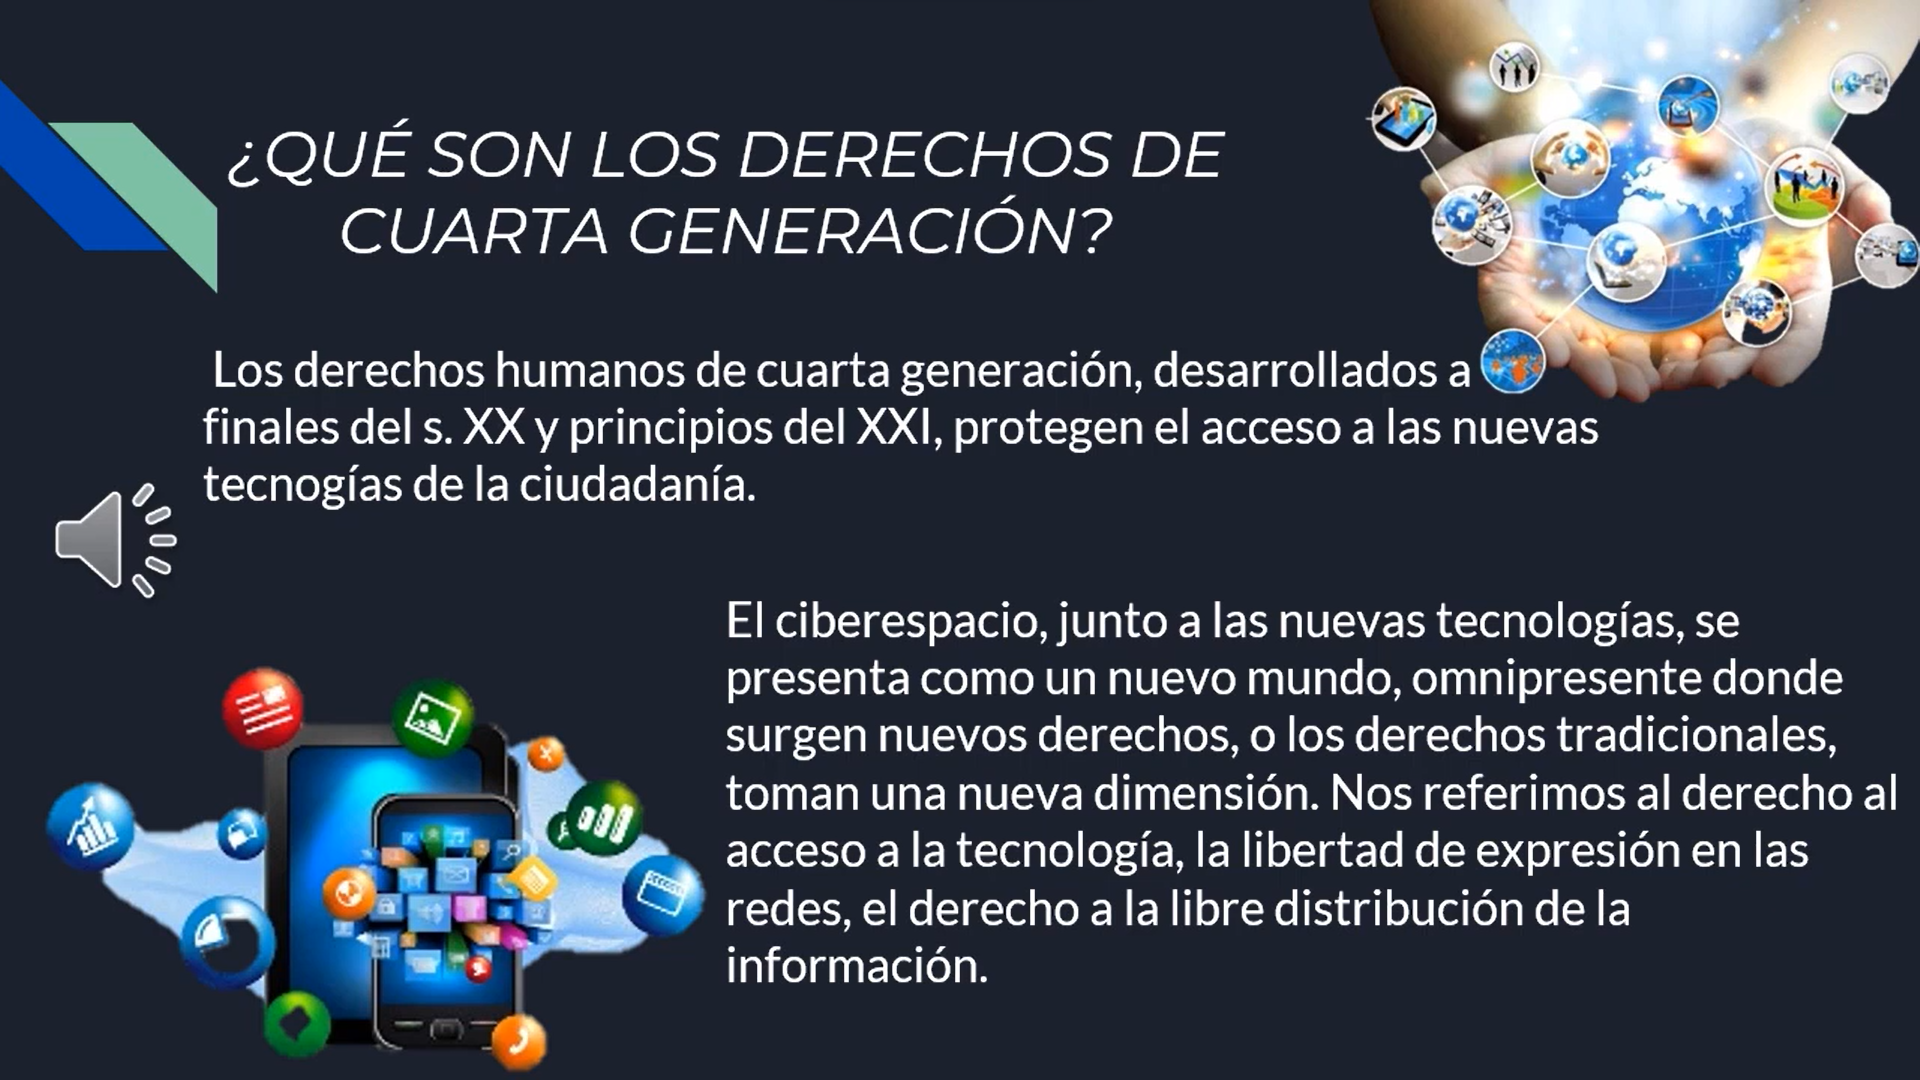 ¿QUÉ SON LOS DERECHOS DE
CUARTA GENERACIÓN?
Los derechos humanos de cuarta generación, desarrollados a
finales del s. XX y principios del XXI, protegen el acceso a las nuevas
tecnogías de la ciudadanía.
El ciberespacio, junto a las nuevas tecnologías, se
presenta como un nuevo mundo, omnipresente donde
surgen nuevos derechos, o los derechos tradicionales,
toman una nueva dimensión. Nos referimos al derecho al
acceso a la tecnología, la libertad de expresión en las
redes, el derecho a la libre distribución de la
información.